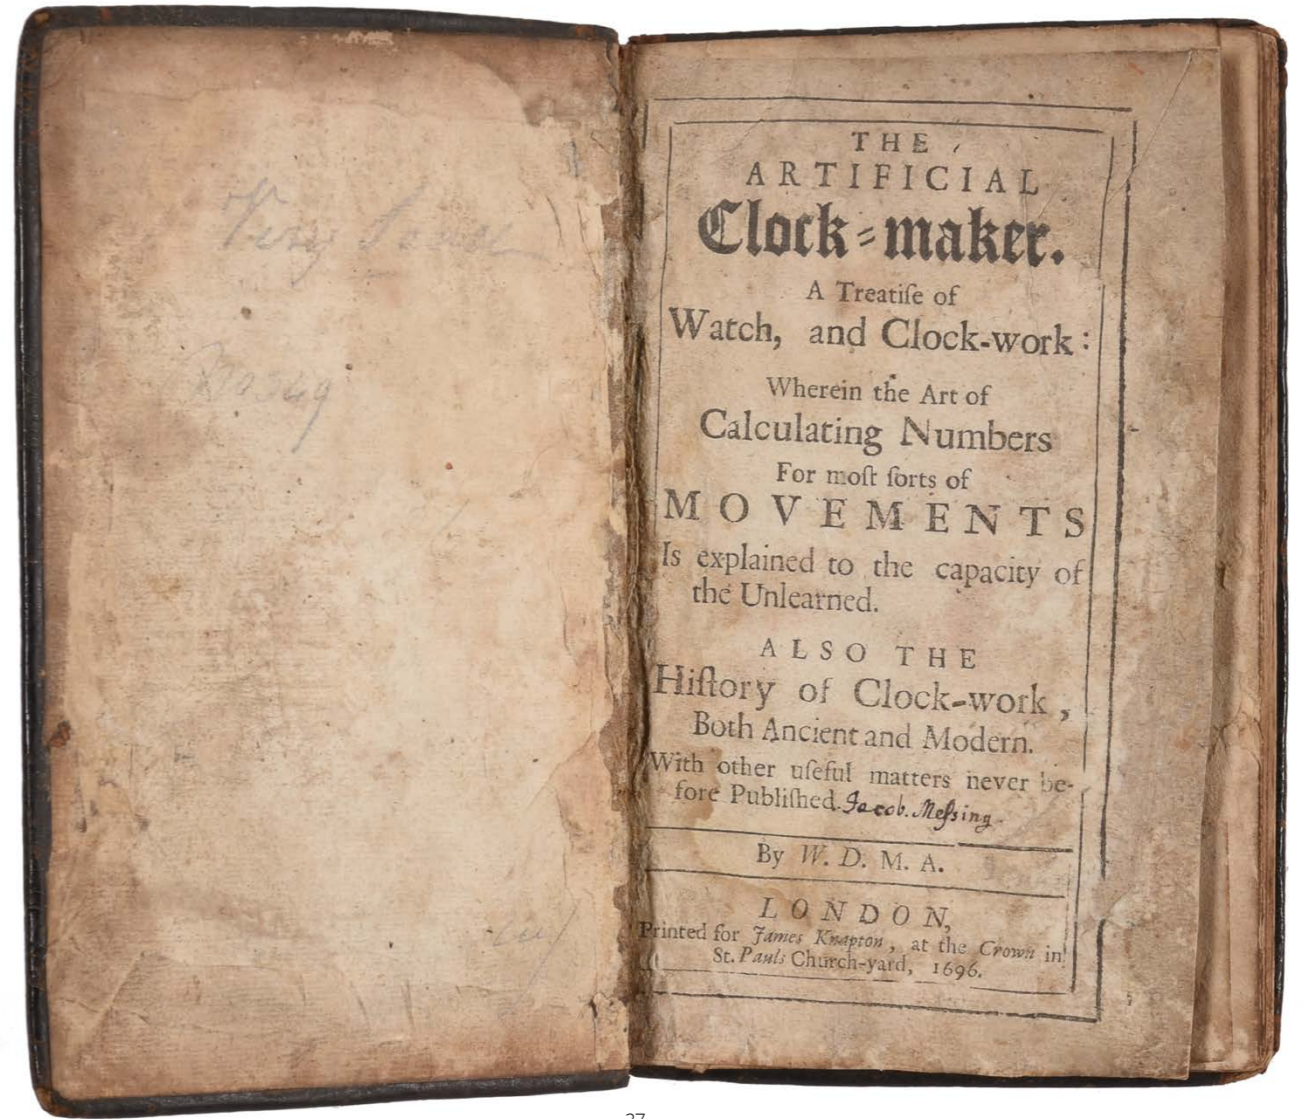 Very
THE
ARTIFICIAL
Clock-maker.
A Treatiſe of
Watch, and Clock-work:
Wherein the Art of
Calculating Numbers
For moſt ſorts of
MOVEMENTS
Is explained to the capacity of
the Unlearned.
ALSO THE
Hiſtory of Clock-work,
Both Ancient and Modern.
With other uſeful matters never be-
fore Publiſhed. Jacob. Meſsing.
By W. D. M. A.
LONDON,
Printed for James Knapton, at the Crown in
St. Pauls Church-yard, 1696.